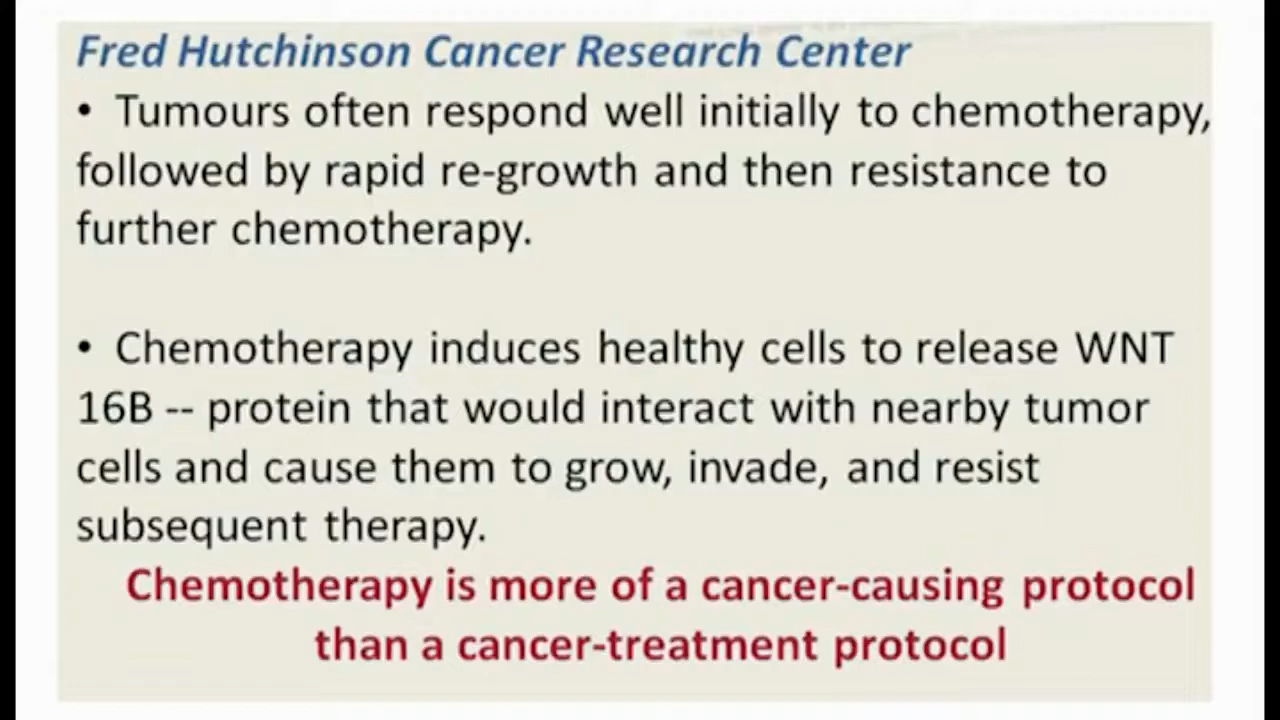 Fred Hutchinson Cancer Research Center
• Tumours often respond well initially to chemotherapy,
followed by rapid re-growth and then resistance to
further chemotherapy.
• Chemotherapy induces healthy cells to release WNT
16B -- protein that would interact with nearby tumor
cells and cause them to grow, invade, and resist
subsequent therapy.
Chemotherapy is more of a cancer-causing protocol
than a cancer-treatment protocol